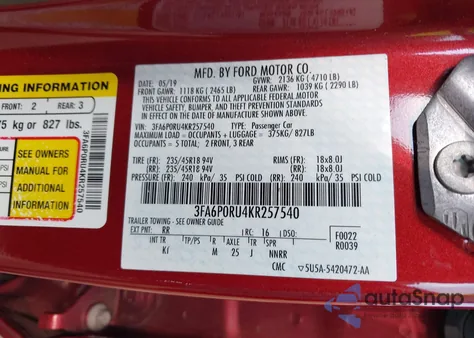 MFD. BY FORD MOTOR CO.
05/19 GVWR: 2136 KG (4710 LB)
FRONT GAWR: 1118 KG (2465 LB) REAR GAWR: 1039 KG (2290 LB)
THIS VEHICLE CONFORMS TO ALL APPLICABLE FEDERAL MOTOR
VEHICLE SAFETY, BUMPER, AND THEFT PREVENTION STANDARDS
IN EFFECT ON THE DATE OF MANUFACTURE SHOWN ABOVE.
VIN: 3FA6P0RU4KR257540 TYPE: Passenger Car
MAXIMUM LOAD = OCCUPANTS + LUGGAGE = 375KG/ 827LB
OCCUPANTS = 5 TOTAL: 2 FRONT, 3 REAR
TIRE (FR): 235/45R18 94V RIMS (FR): 18x8.0J
(RR): 235/45R18 94V (RR): 18x8.0J
PRESSURE (FR): 240 kPa/ 35 PSI COLD (RR): 240 kPa/ 35 PSI COLD
3FA6P0RU4KR257540
TRAILER TOWING - SEE OWNER GUIDE
EXT PNT: RR RC: 16 DSO: F0022
R0039
INT TR TP/PS R AXLE TR SPR
K/ M 25 J NNRR
CMC 5U5A-5420472-AA
ING INFORMATION
FRONT: 2 REAR: 3
75 kg or 827 lbs.
SEE OWNERS
MANUAL FOR
ADDITIONAL
INFORMATION
3FA6P0RU4KR257540
autoSnap